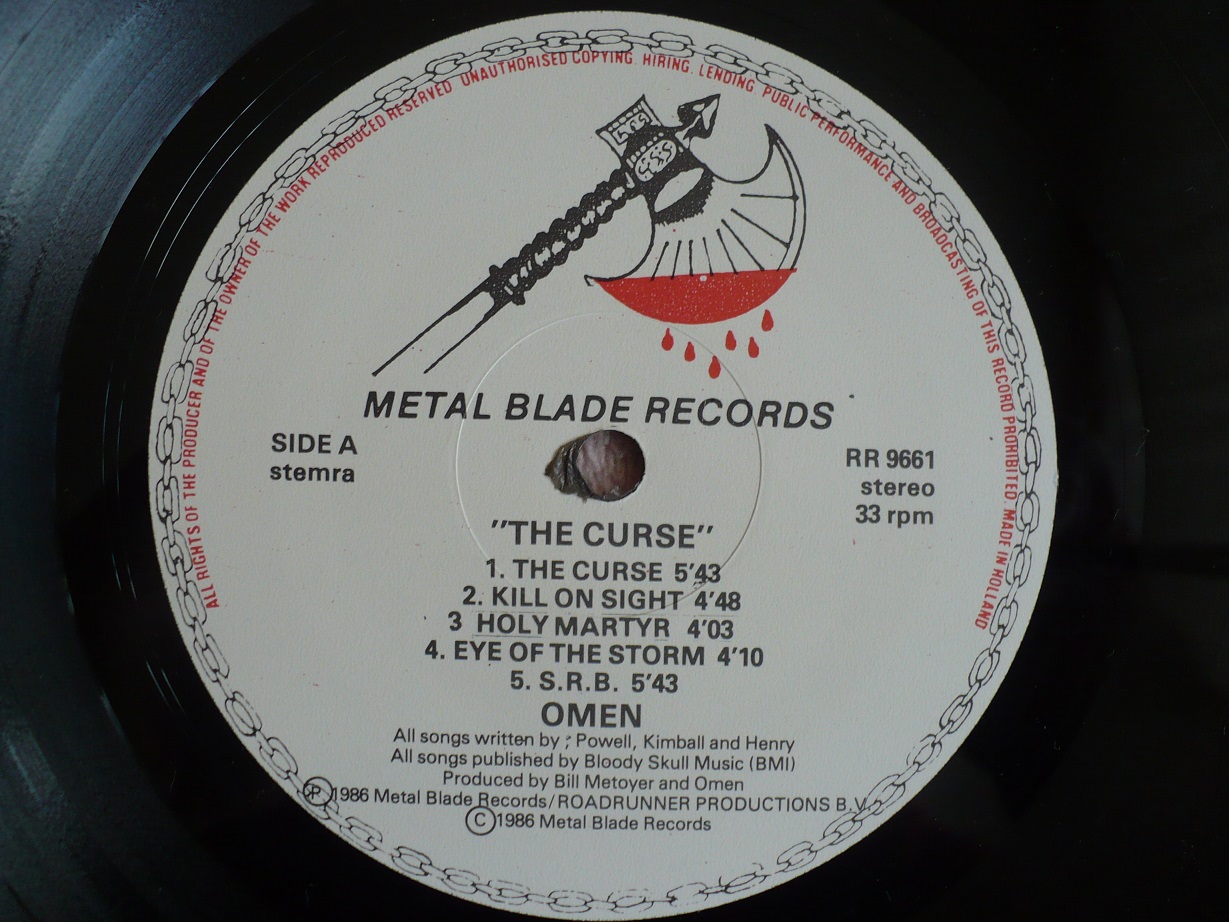 ALL RIGHTS OF THE PRODUCER AND OF THE OWNER OF THE WORK REPRODUCED RESERVED UNAUTHORISED COPYING. HIRING. LENDING PUBLIC PERFORMANCE AND BROADCASTING OF THIS RECORD PROHIBITED. MADE IN HOLLAND
METAL BLADE RECORDS
SIDE A
stemra
RR 9661
stereo
33 rpm
"THE CURSE"
1. THE CURSE 5'43
2. KILL ON SIGHT 4'48
3 HOLY MARTYR 4'03
4. EYE OF THE STORM 4'10
5. S.R.B. 5'43
OMEN
All songs written by ; Powell, Kimball and Henry
All songs published by Bloody Skull Music (BMI)
Produced by Bill Metoyer and Omen
Ⓟ 1986 Metal Blade Records/ROADRUNNER PRODUCTIONS B.V.
© 1986 Metal Blade Records